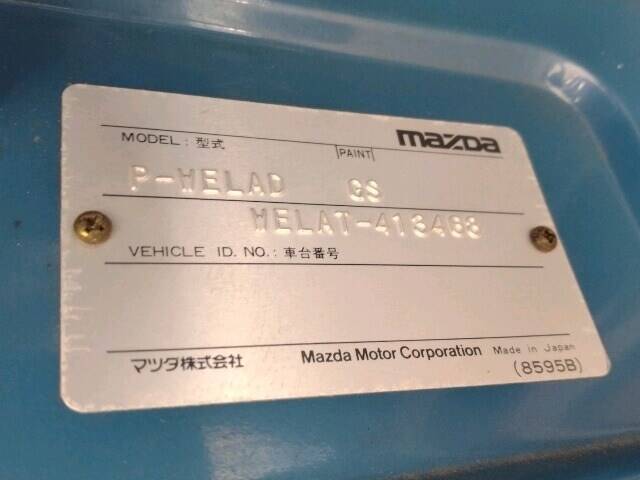 mazda
MODEL : 型式 PAINT
P-WELAD GS
WELAT-413463
VEHICLE ID. NO. : 車台番号
マツダ株式会社 Mazda Motor Corporation Made in Japan
(8595B)